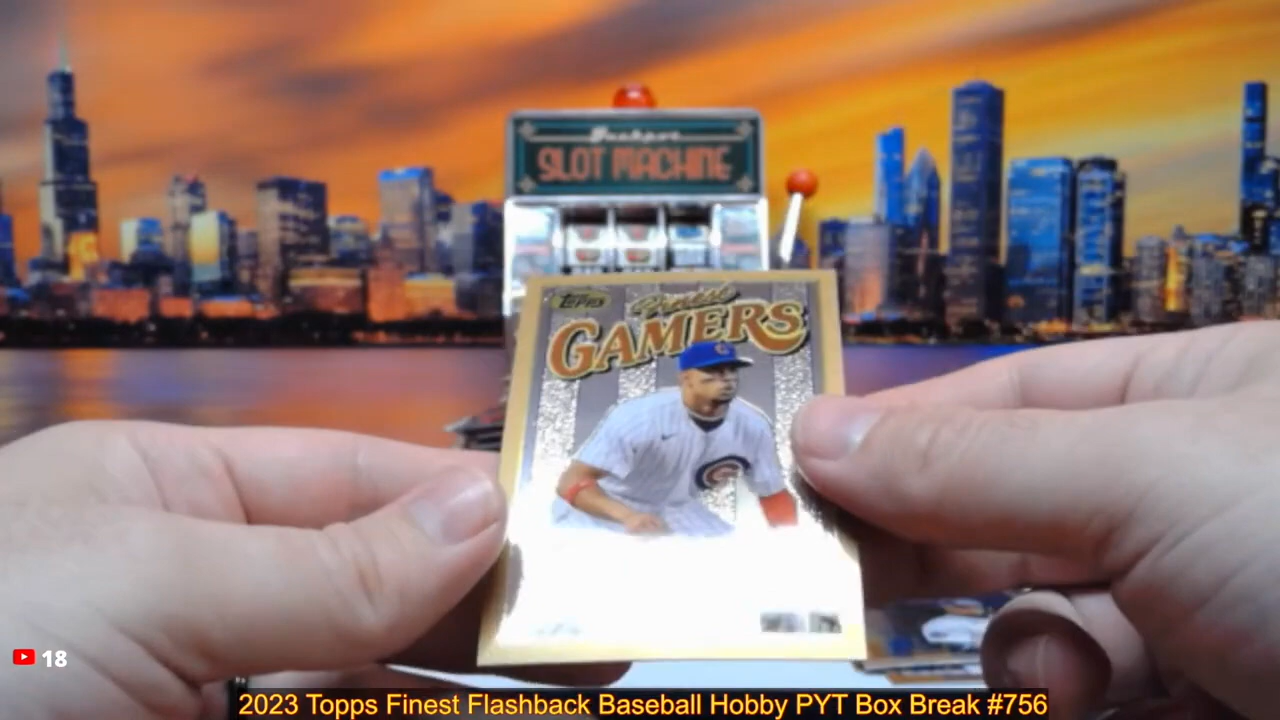 Jackpot
SLOT MACHINE
TOPPS
Finest
GAMERS
C
C
18
2023 Topps Finest Flashback Baseball Hobby PYT Box Break #756